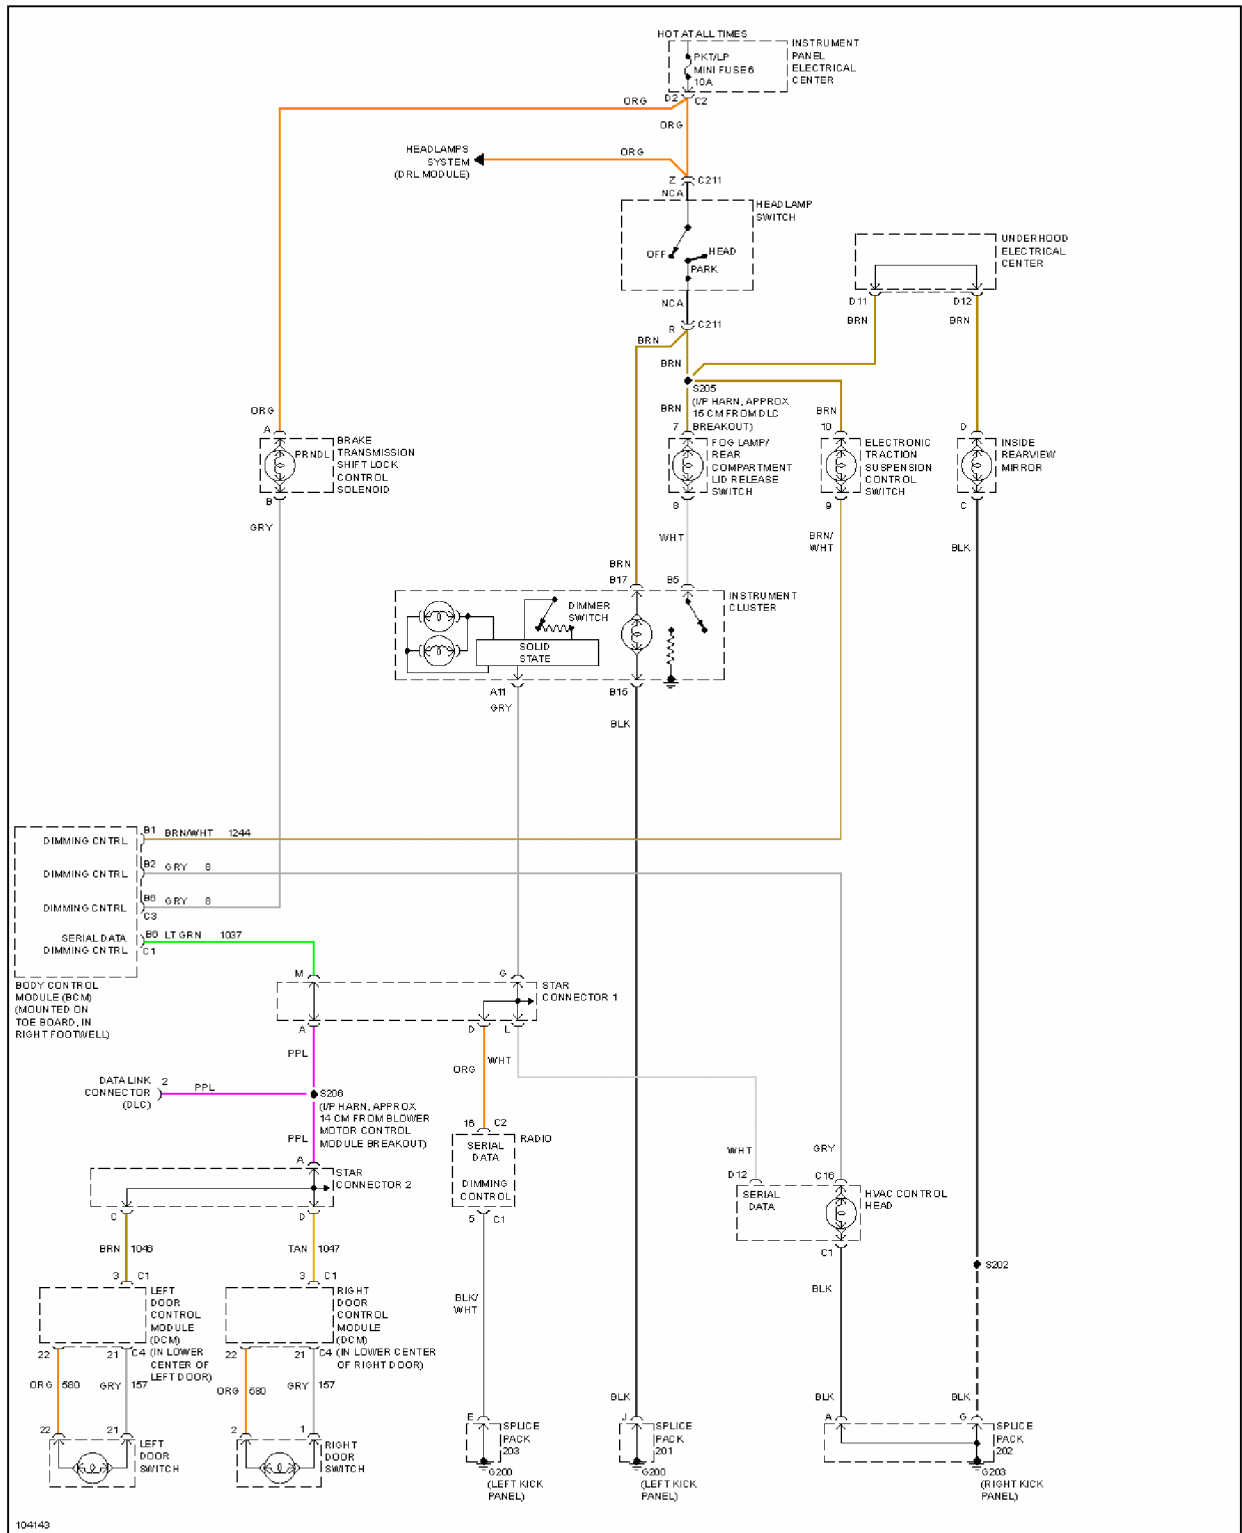 HOT AT ALL TIMES
PKT/LP
MINI FUSE 6
10A
INSTRUMENT
PANEL
ELECTRICAL
CENTER
D2
C2
ORG
ORG
ORG
HEADLAMPS
SYSTEM
(DRL MODULE)
Z
C211
NCA
HEADLAMP
SWITCH
OFF
HEAD
PARK
NCA
R
C211
UNDERHOOD
ELECTRICAL
CENTER
D11
D12
BRN
BRN
BRN
BRN
S205
(I/P HARN, APPROX
15 CM FROM DLC
BREAKOUT)
BRN
BRN
ORG
A
7
10
D
PRNDL
BRAKE
TRANSMISSION
SHIFT LOCK
CONTROL
SOLENOID
FOG LAMP/
REAR
COMPARTMENT
LID RELEASE
SWITCH
ELECTRONIC
TRACTION
SUSPENSION
CONTROL
SWITCH
INSIDE
REARVIEW
MIRROR
B
8
9
C
GRY
WHT
BRN/
WHT
BLK
BRN
B17
B5
DIMMER
SWITCH
SOLID
STATE
INSTRUMENT
CLUSTER
A11
B15
GRY
BLK
DIMMING CNTRL
B1
BRN/WHT
1244
DIMMING CNTRL
B2
GRY
8
DIMMING CNTRL
B6
GRY
8
C3
SERIAL DATA
DIMMING CNTRL
B6
LT GRN
1037
C1
BODY CONTROL
MODULE (BCM)
(MOUNTED ON
TOE BOARD, IN
RIGHT FOOTWELL)
M
G
STAR
CONNECTOR 1
A
D
L
PPL
ORG
WHT
DATA LINK
CONNECTOR
(DLC)
2
PPL
S206
(I/P HARN, APPROX
14 CM FROM BLOWER
MOTOR CONTROL
MODULE BREAKOUT)
PPL
A
STAR
CONNECTOR 2
C
D
16
C2
RADIO
SERIAL
DATA
DIMMING
CONTROL
5
C1
WHT
GRY
D12
C16
SERIAL
DATA
HVAC CONTROL
HEAD
C1
BLK
S202
BRN
1046
TAN
1047
3
C1
3
C1
LEFT
DOOR
CONTROL
MODULE
(DCM)
(IN LOWER
CENTER OF
LEFT DOOR)
RIGHT
DOOR
CONTROL
MODULE
(DCM)
(IN LOWER CENTER
OF RIGHT DOOR)
22
21
C4
22
21
C4
ORG
580
GRY
157
ORG
580
GRY
157
BLK/
WHT
22
21
2
1
LEFT
DOOR
SWITCH
RIGHT
DOOR
SWITCH
BLK
BLK
BLK
E
J
A
G
SPLICE
PACK
203
SPLICE
PACK
201
SPLICE
PACK
202
G200
(LEFT KICK
PANEL)
G200
(LEFT KICK
PANEL)
G203
(RIGHT KICK
PANEL)
104143